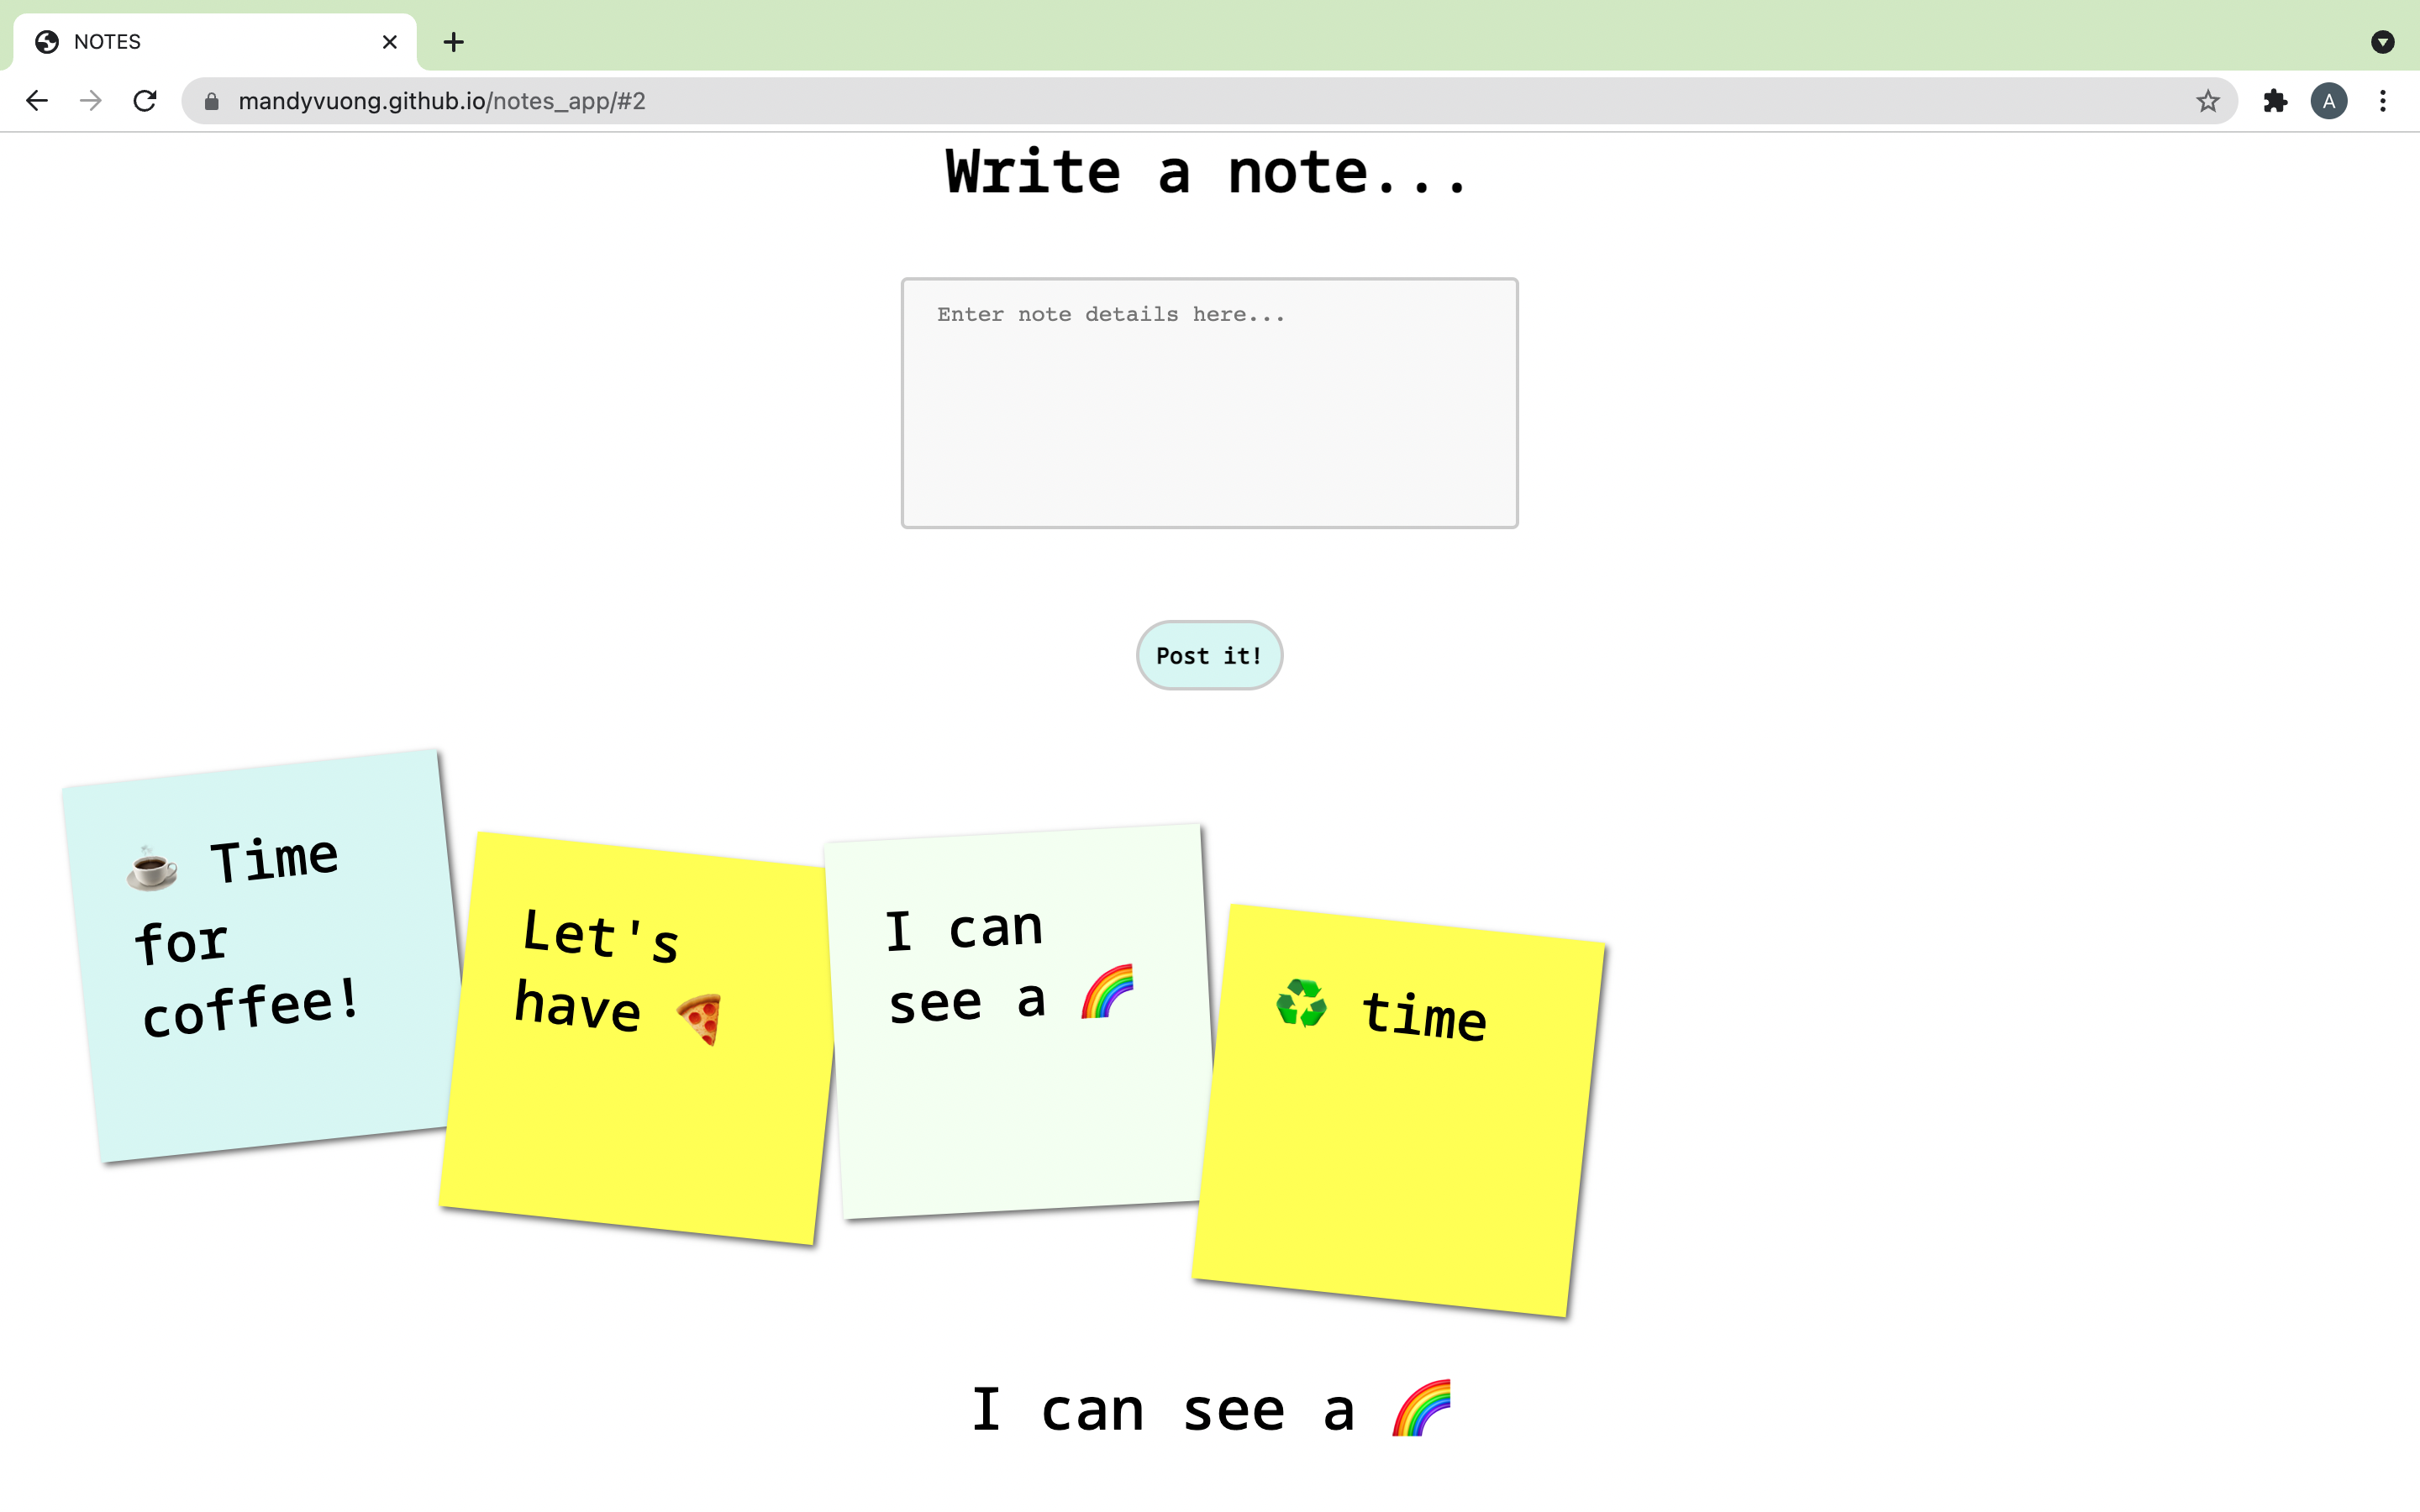 NOTES
mandyvuong.github.io/notes_app/#2
A
Write a note...
Enter note details here...
Post it!
☕ Time
for
coffee!
Let's
have 🍕
I can
see a 🌈
♻️ time
I can see a 🌈